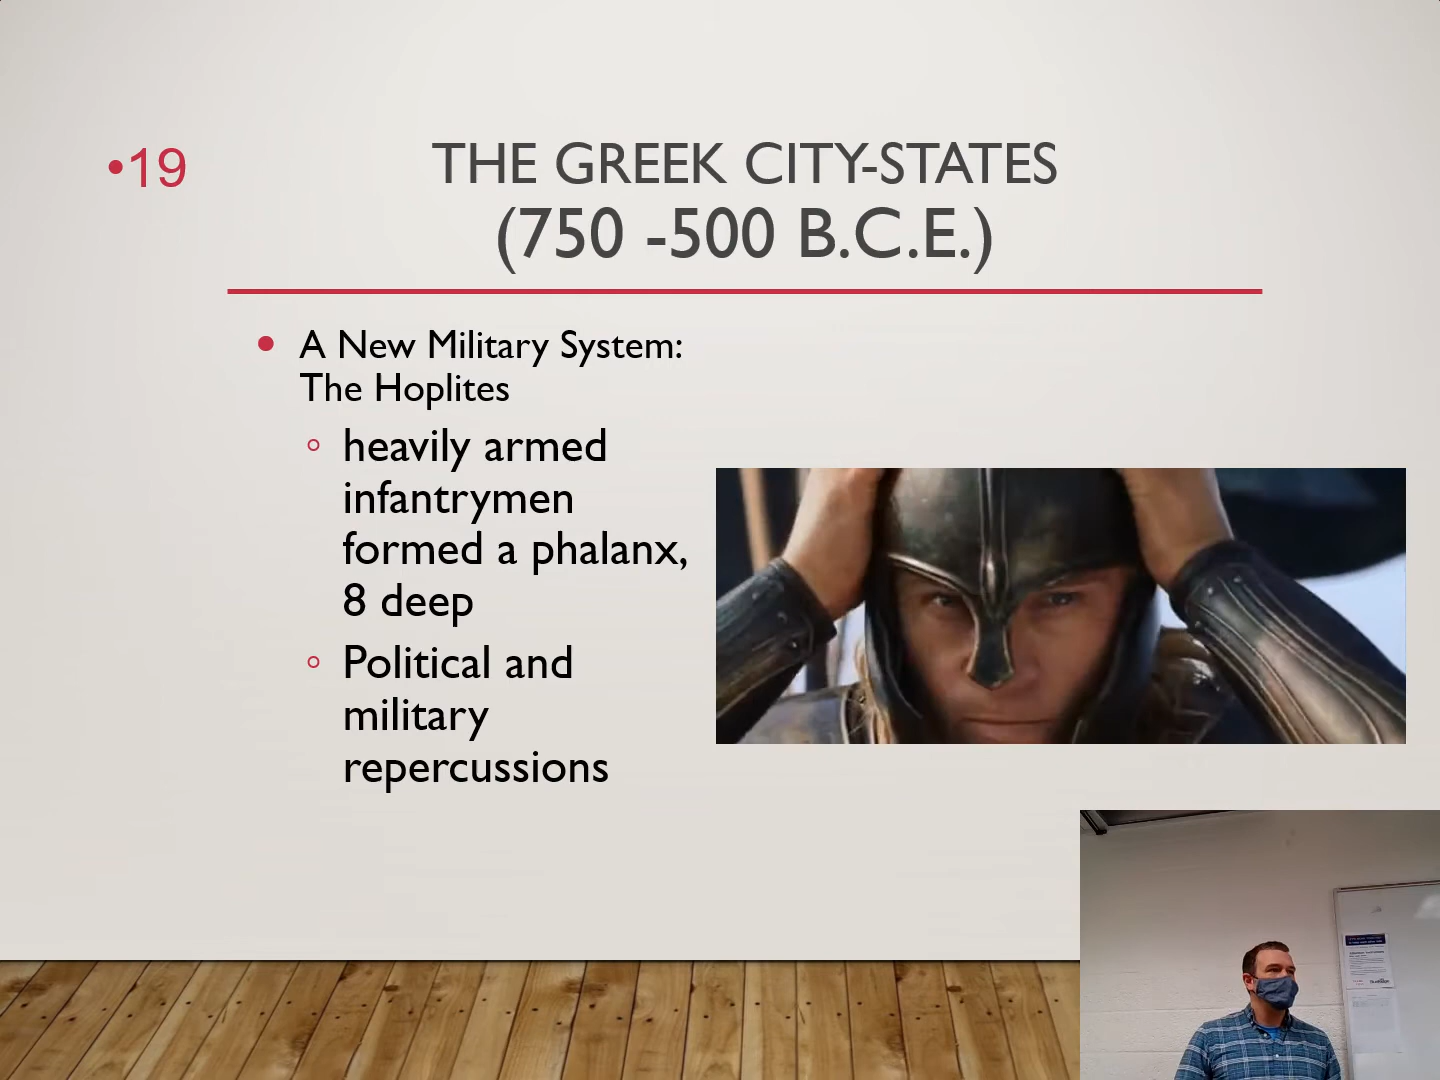 •19
THE GREEK CITY-STATES
(750 -500 B.C.E.)
• A New Military System:
The Hoplites
◦ heavily armed
infantrymen
formed a phalanx,
8 deep
◦ Political and
military
repercussions